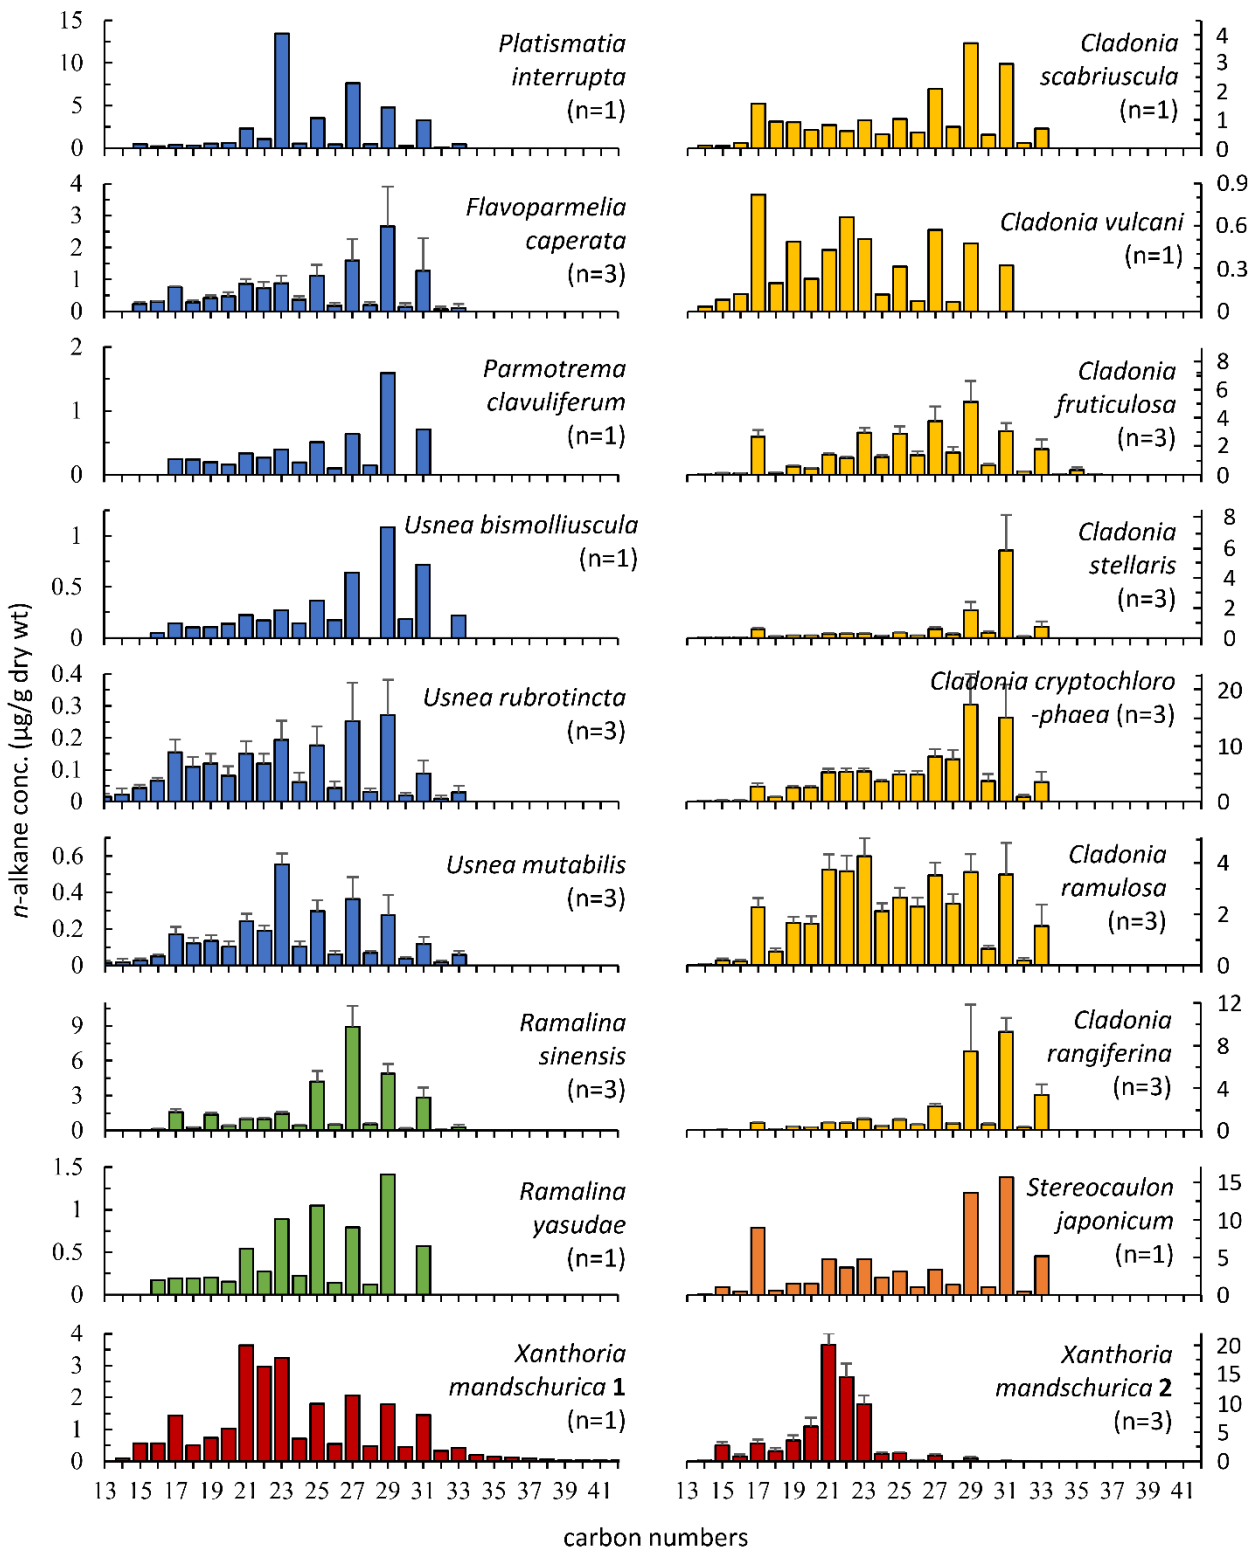 n-alkane conc. (µg/g dry wt)
15
10
5
0
Platismatia
interrupta
(n=1)
Cladonia
scabriuscula
(n=1)
4
3
2
1
0
4
3
2
1
0
Flavoparmelia
caperata
(n=3)
Cladonia vulcani
(n=1)
0.9
0.6
0.3
0
2
1
0
Parmotrema
clavuliferum
(n=1)
Cladonia
fruticulosa
(n=3)
8
6
4
2
0
1
0.5
0
Usnea bismolliuscula
(n=1)
Cladonia
stellaris
(n=3)
8
6
4
2
0
0.4
0.3
0.2
0.1
0
Usnea rubrotincta
(n=3)
Cladonia cryptochloro
-phaea (n=3)
20
10
0
0.6
0.4
0.2
0
Usnea mutabilis
(n=3)
Cladonia
ramulosa
(n=3)
4
2
0
9
6
3
0
Ramalina
sinensis
(n=3)
Cladonia
rangiferina
(n=3)
12
8
4
0
1.5
1
0.5
0
Ramalina
yasudae
(n=1)
Stereocaulon
japonicum
(n=1)
15
10
5
0
4
3
2
1
0
Xanthoria
mandschurica 1
(n=1)
Xanthoria
mandschurica 2
(n=3)
20
15
10
5
0
13 15 17 19 21 23 25 27 29 31 33 35 37 39 41
13 15 17 19 21 23 25 27 29 31 33 35 37 39 41
carbon numbers